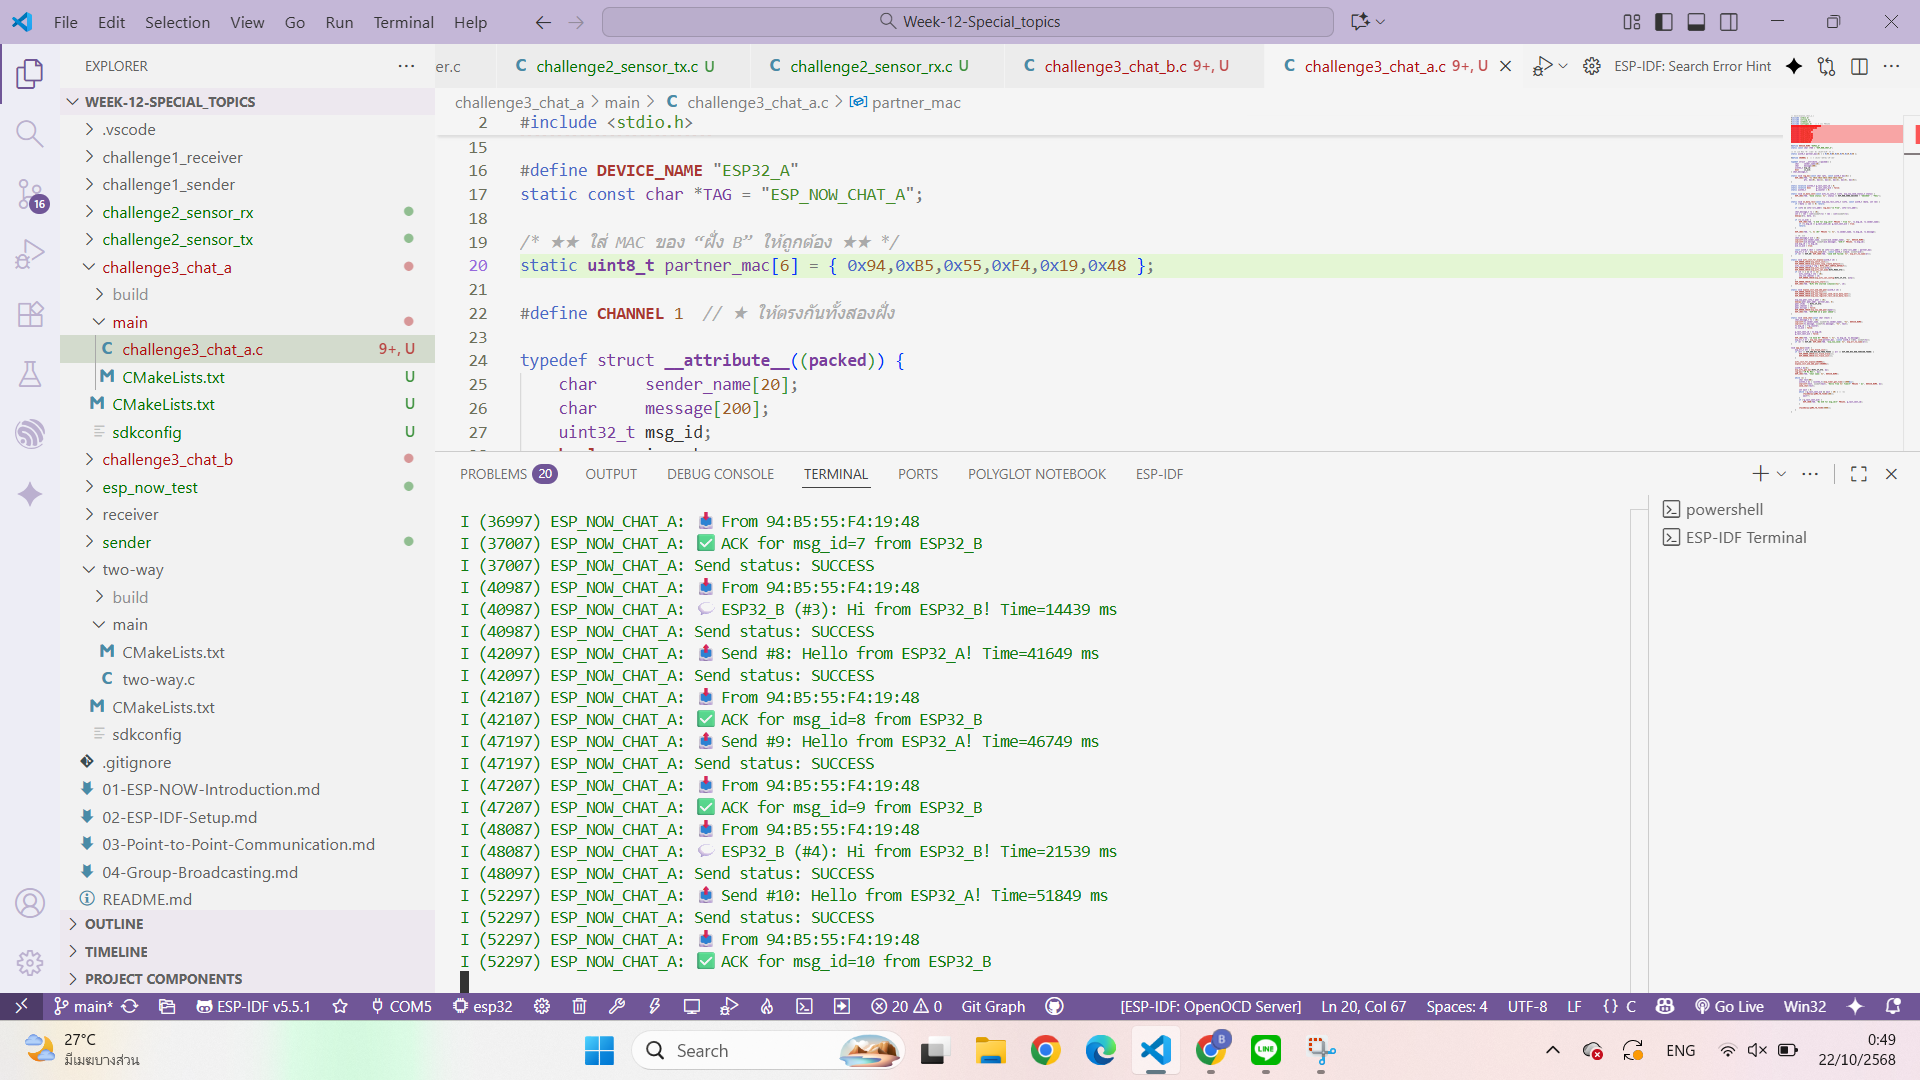 File Edit Selection View Go Run Terminal Help
Week-12-Special_topics
EXPLORER
WEEK-12-SPECIAL_TOPICS
.vscode
challenge1_receiver
challenge1_sender
challenge2_sensor_rx
challenge2_sensor_tx
challenge3_chat_a
build
main
C challenge3_chat_a.c 9+, U
M CMakeLists.txt U
M CMakeLists.txt U
sdkconfig U
challenge3_chat_b
esp_now_test
receiver
sender
two-way
build
main
M CMakeLists.txt
C two-way.c
M CMakeLists.txt
sdkconfig
.gitignore
01-ESP-NOW-Introduction.md
02-ESP-IDF-Setup.md
03-Point-to-Point-Communication.md
04-Group-Broadcasting.md
README.md
OUTLINE
TIMELINE
PROJECT COMPONENTS
16
er.c C challenge2_sensor_tx.c U C challenge2_sensor_rx.c U C challenge3_chat_b.c 9+, U C challenge3_chat_a.c 9+, U ESP-IDF: Search Error Hint
challenge3_chat_a > main > C challenge3_chat_a.c > partner_mac
2 #include <stdio.h>
15
16 #define DEVICE_NAME "ESP32_A"
17 static const char *TAG = "ESP_NOW_CHAT_A";
18
19 /* ★★ ใส่ MAC ของ “ฝั่ง B” ให้ถูกต้อง ★★ */
20 static uint8_t partner_mac[6] = { 0x94,0xB5,0x55,0xF4,0x19,0x48 };
21
22 #define CHANNEL 1 // ★ ให้ตรงกันทั้งสองฝั่ง
23
24 typedef struct __attribute__((packed)) {
25 char sender_name[20];
26 char message[200];
27 uint32_t msg_id;
PROBLEMS 20 OUTPUT DEBUG CONSOLE TERMINAL PORTS POLYGLOT NOTEBOOK ESP-IDF
I (36997) ESP_NOW_CHAT_A: 📥 From 94:B5:55:F4:19:48
I (37007) ESP_NOW_CHAT_A: ✅ ACK for msg_id=7 from ESP32_B
I (37007) ESP_NOW_CHAT_A: Send status: SUCCESS
I (40987) ESP_NOW_CHAT_A: 📥 From 94:B5:55:F4:19:48
I (40987) ESP_NOW_CHAT_A: 💬 ESP32_B (#3): Hi from ESP32_B! Time=14439 ms
I (40987) ESP_NOW_CHAT_A: Send status: SUCCESS
I (42097) ESP_NOW_CHAT_A: 📤 Send #8: Hello from ESP32_A! Time=41649 ms
I (42097) ESP_NOW_CHAT_A: Send status: SUCCESS
I (42107) ESP_NOW_CHAT_A: 📥 From 94:B5:55:F4:19:48
I (42107) ESP_NOW_CHAT_A: ✅ ACK for msg_id=8 from ESP32_B
I (47197) ESP_NOW_CHAT_A: 📤 Send #9: Hello from ESP32_A! Time=46749 ms
I (47197) ESP_NOW_CHAT_A: Send status: SUCCESS
I (47207) ESP_NOW_CHAT_A: 📥 From 94:B5:55:F4:19:48
I (47207) ESP_NOW_CHAT_A: ✅ ACK for msg_id=9 from ESP32_B
I (48087) ESP_NOW_CHAT_A: 📥 From 94:B5:55:F4:19:48
I (48087) ESP_NOW_CHAT_A: 💬 ESP32_B (#4): Hi from ESP32_B! Time=21539 ms
I (48097) ESP_NOW_CHAT_A: Send status: SUCCESS
I (52297) ESP_NOW_CHAT_A: 📤 Send #10: Hello from ESP32_A! Time=51849 ms
I (52297) ESP_NOW_CHAT_A: Send status: SUCCESS
I (52297) ESP_NOW_CHAT_A: 📥 From 94:B5:55:F4:19:48
I (52297) ESP_NOW_CHAT_A: ✅ ACK for msg_id=10 from ESP32_B
powershell
ESP-IDF Terminal
main* ESP-IDF v5.5.1 COM5 esp32 20 0 Git Graph [ESP-IDF: OpenOCD Server] Ln 20, Col 67 Spaces: 4 UTF-8 LF {} C Go Live Win32
27°C
มีเมฆบางส่วน
Search
B
LINE
ENG
0:49
22/10/2568